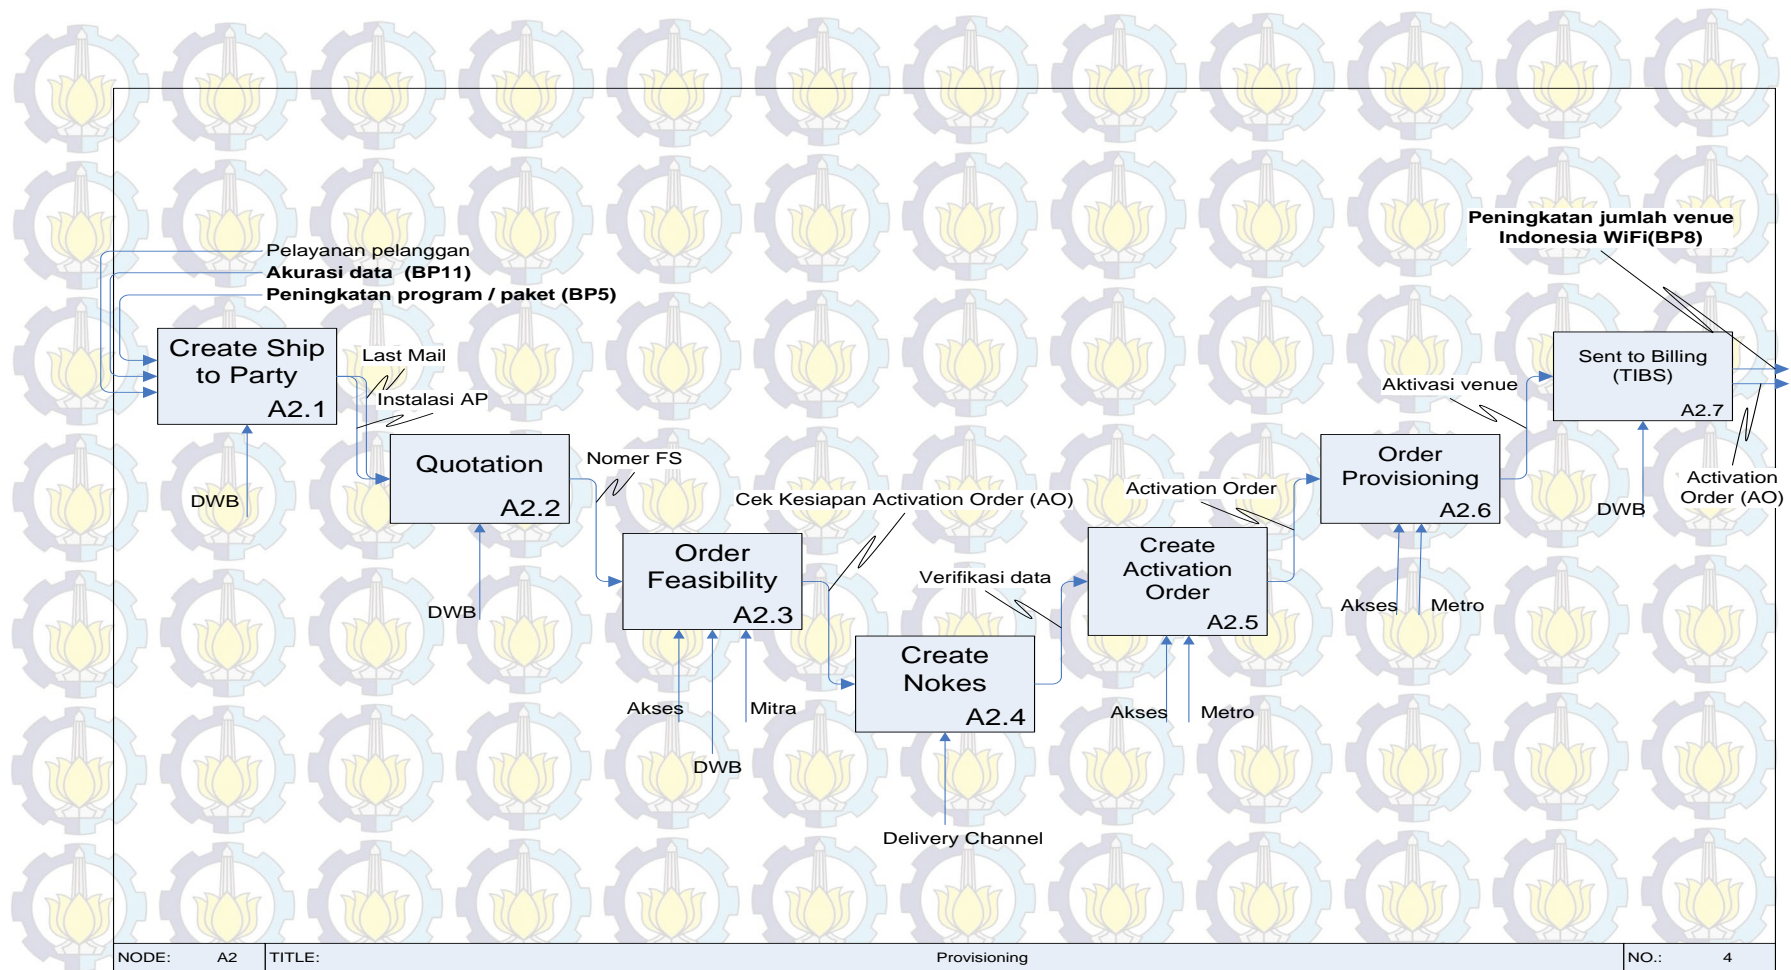 Peningkatan jumlah venue
Indonesia WiFi(BP8)
Pelayanan pelanggan
Akurasi data  (BP11)
Peningkatan program / paket (BP5)
Create Ship
to Party
A2.1
Last Mail
Instalasi AP
DWB
Quotation
A2.2
Nomer FS
DWB
Order
Feasibility
A2.3
Cek Kesiapan Activation Order (AO)
Akses
Mitra
DWB
Create
Nokes
A2.4
Verifikasi data
Delivery Channel
Create
Activation
Order
A2.5
Activation Order
Akses
Metro
Order
Provisioning
A2.6
Aktivasi venue
Akses
Metro
Sent to Billing
(TIBS)
A2.7
DWB
Activation
Order (AO)
NODE: A2 TITLE: Provisioning NO.: 4